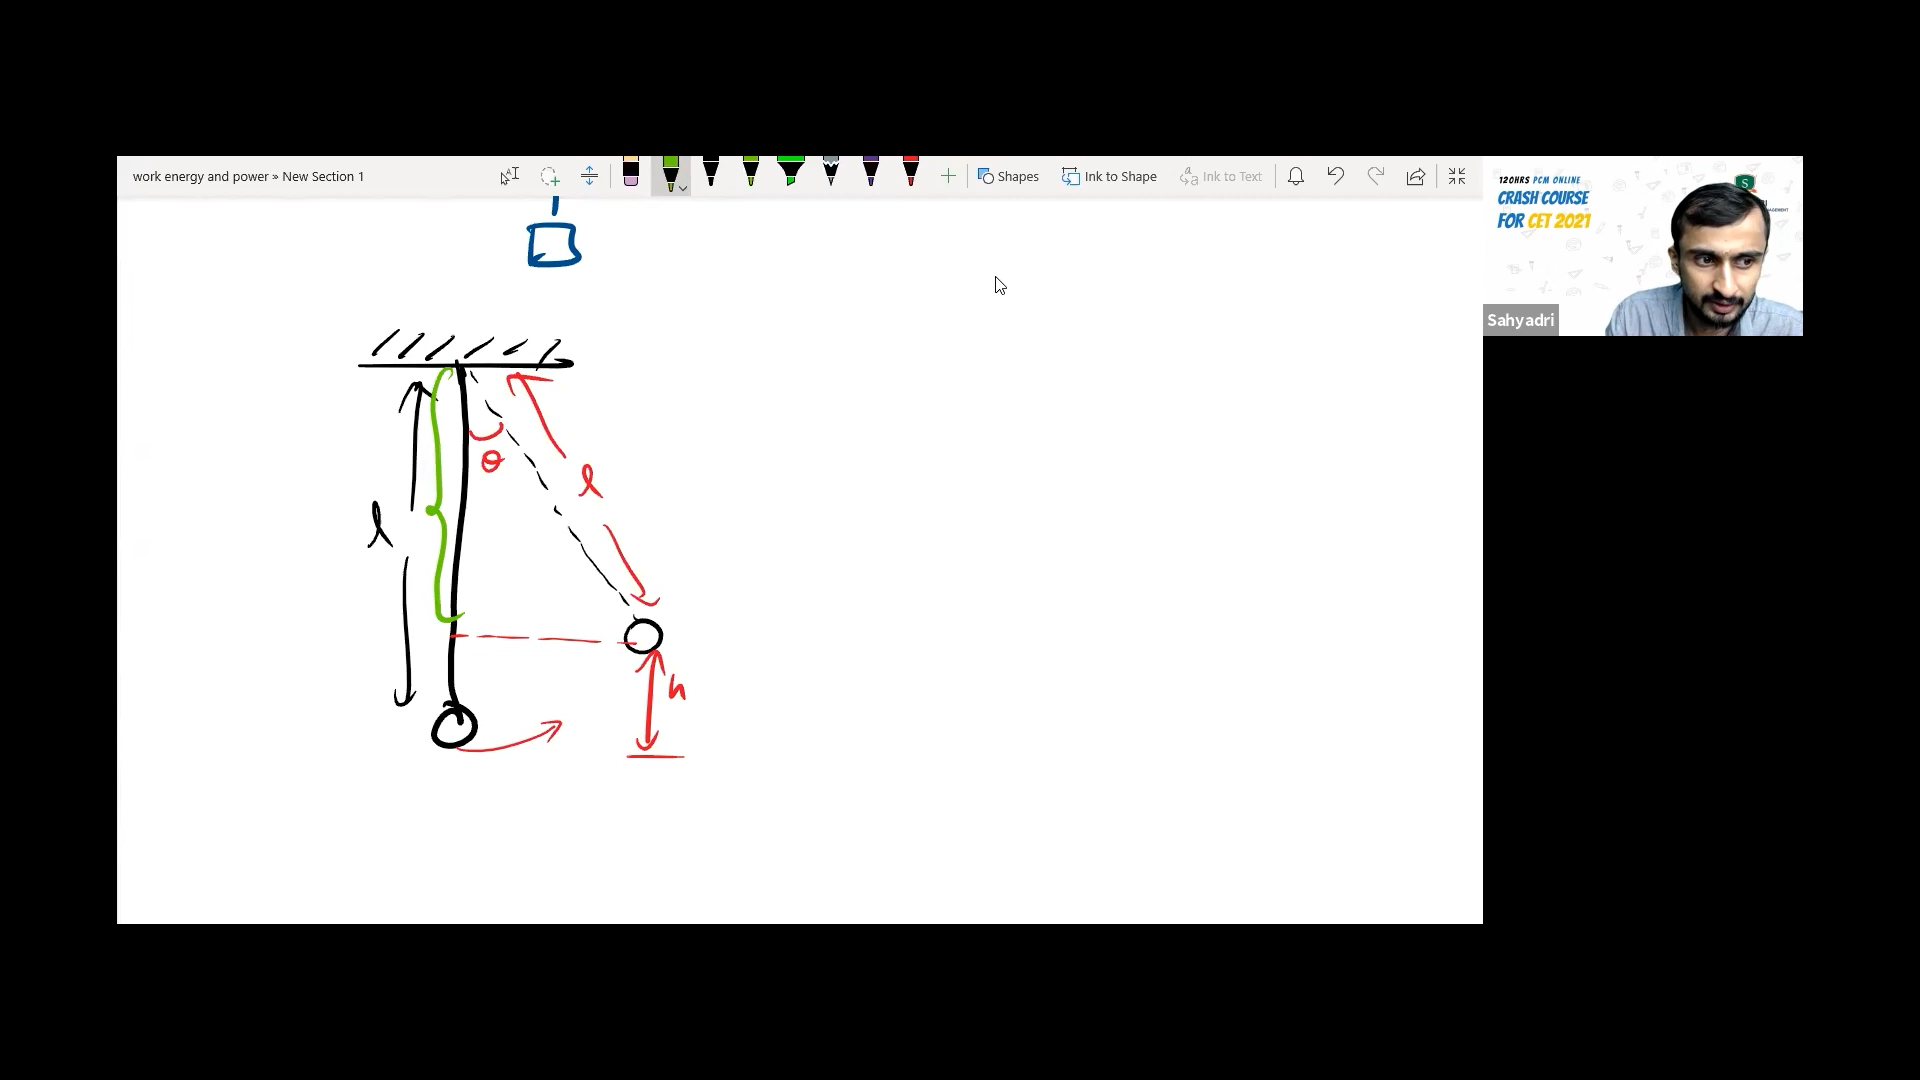 work energy and power » New Section 1
Shapes
Ink to Shape
Ink to Text
120HRS PCM ONLINE
CRASH COURSE
FOR CET 2021
S
Sahyadri
θ
l
l
h